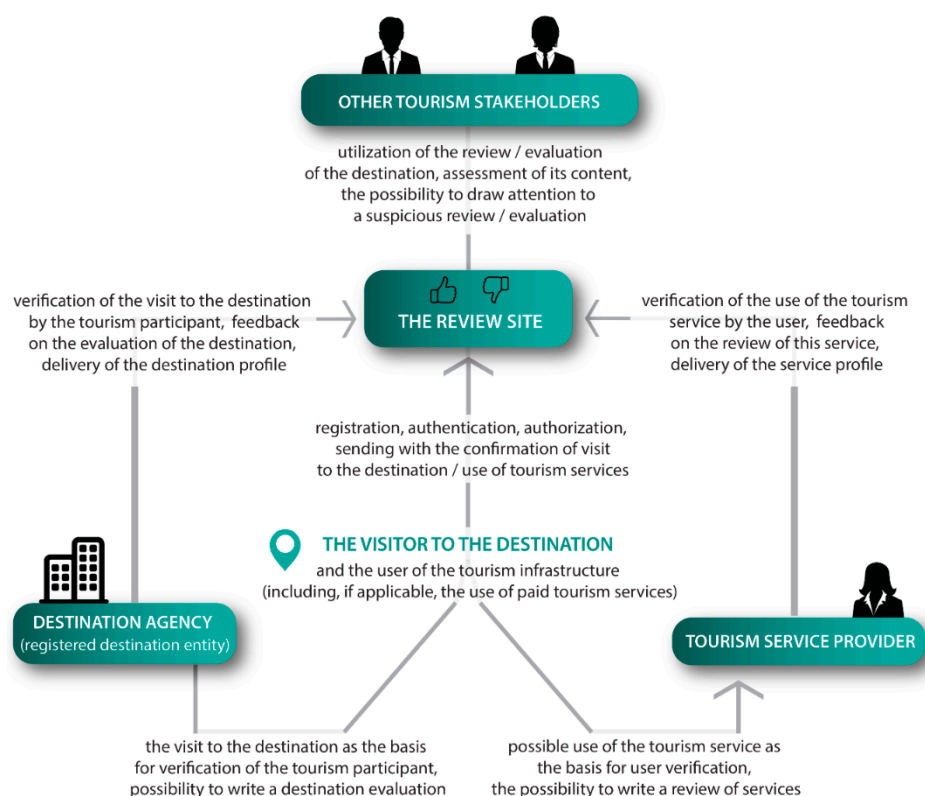 OTHER TOURISM STAKEHOLDERS
utilization of the review / evaluation
of the destination, assessment of its content,
the possibility to draw attention to
a suspicious review / evaluation
verification of the visit to the destination
by the tourism participant, feedback
on the evaluation of the destination,
delivery of the destination profile
THE REVIEW SITE
verification of the use of the tourism
service by the user, feedback
on the review of this service,
delivery of the service profile
registration, authentication, authorization,
sending with the confirmation of visit
to the destination / use of tourism services
THE VISITOR TO THE DESTINATION
and the user of the tourism infrastructure
(including, if applicable, the use of paid tourism services)
DESTINATION AGENCY
(registered destination entity)
TOURISM SERVICE PROVIDER
the visit to the destination as the basis
for verification of the tourism participant,
possibility to write a destination evaluation
possible use of the tourism service as
the basis for user verification,
the possibility to write a review of services